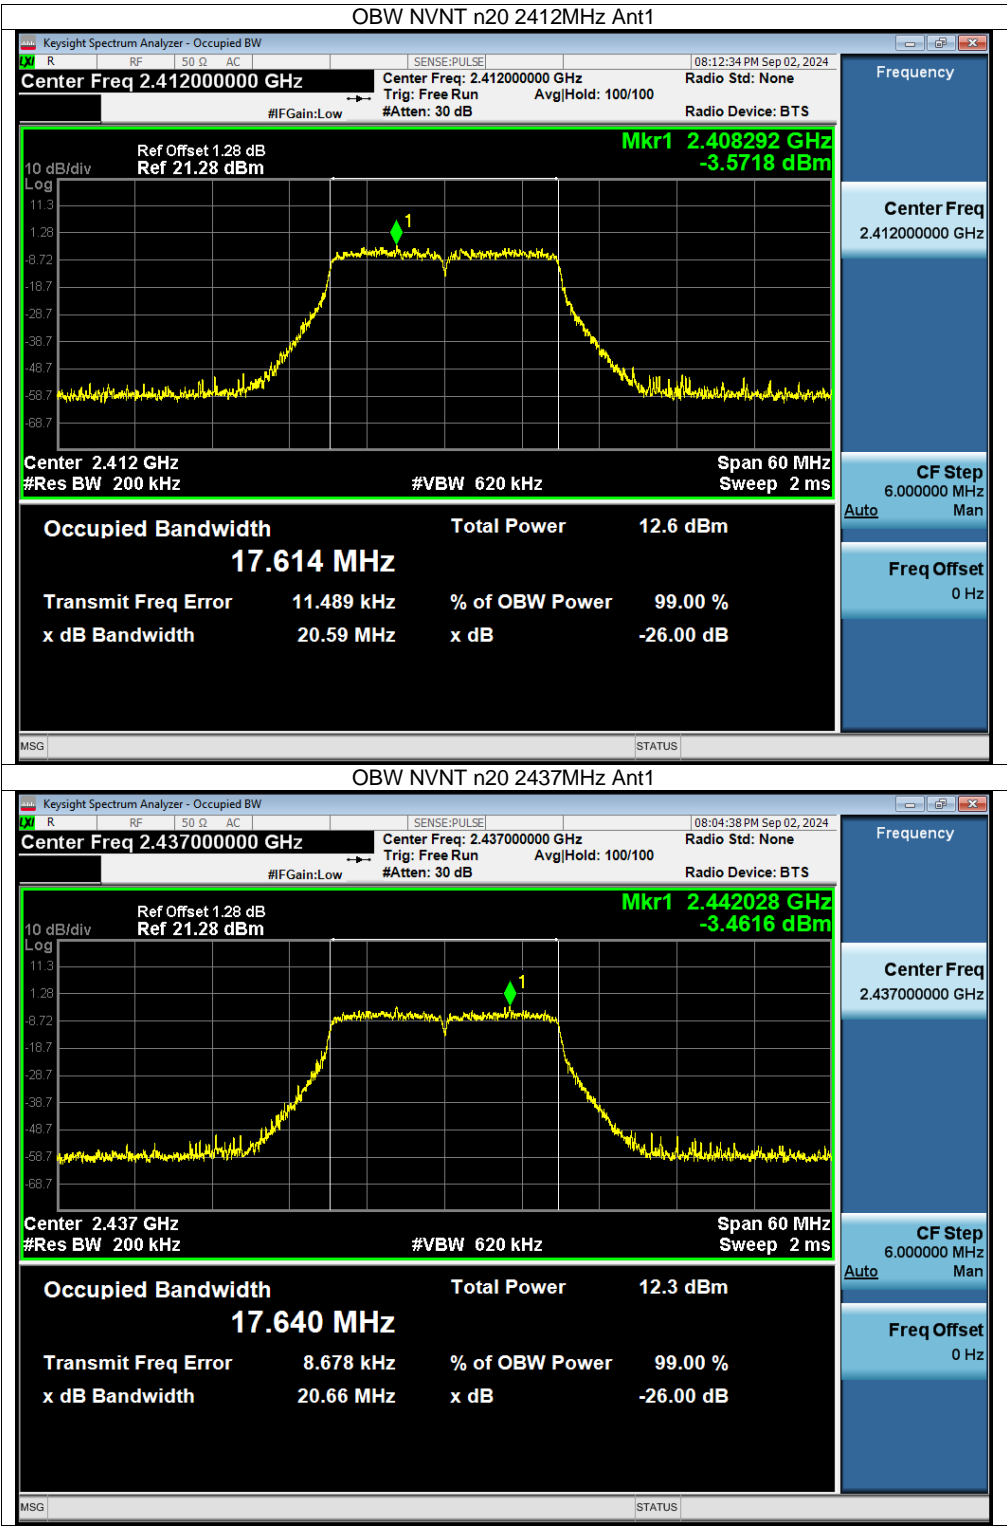 OBW NVNT n20 2412MHz Ant1
Keysight Spectrum Analyzer - Occupied BW
LXI R RF 50 Ω AC SENSE:PULSE 08:12:34 PM Sep 02, 2024
Center Freq 2.412000000 GHz
Center Freq: 2.412000000 GHz Radio Std: None
Trig: Free Run Avg|Hold: 100/100
#IFGain:Low #Atten: 30 dB Radio Device: BTS
Frequency
Mkr1 2.408292 GHz
-3.5718 dBm
Ref Offset 1.28 dB
10 dB/div Ref 21.28 dBm
Log
11.3
1.28
-8.72
-18.7
-28.7
-38.7
-48.7
-58.7
-68.7
1
Center 2.412 GHz Span 60 MHz
#Res BW 200 kHz #VBW 620 kHz Sweep 2 ms
Center Freq
2.412000000 GHz
CF Step
6.000000 MHz
Auto Man
Freq Offset
0 Hz
Occupied Bandwidth Total Power 12.6 dBm
17.614 MHz
Transmit Freq Error 11.489 kHz % of OBW Power 99.00 %
x dB Bandwidth 20.59 MHz x dB -26.00 dB
MSG STATUS
OBW NVNT n20 2437MHz Ant1
Keysight Spectrum Analyzer - Occupied BW
LXI R RF 50 Ω AC SENSE:PULSE 08:04:38 PM Sep 02, 2024
Center Freq 2.437000000 GHz
Center Freq: 2.437000000 GHz Radio Std: None
Trig: Free Run Avg|Hold: 100/100
#IFGain:Low #Atten: 30 dB Radio Device: BTS
Frequency
Mkr1 2.442028 GHz
-3.4616 dBm
Ref Offset 1.28 dB
10 dB/div Ref 21.28 dBm
Log
11.3
1.28
-8.72
-18.7
-28.7
-38.7
-48.7
-58.7
-68.7
1
Center 2.437 GHz Span 60 MHz
#Res BW 200 kHz #VBW 620 kHz Sweep 2 ms
Center Freq
2.437000000 GHz
CF Step
6.000000 MHz
Auto Man
Freq Offset
0 Hz
Occupied Bandwidth Total Power 12.3 dBm
17.640 MHz
Transmit Freq Error 8.678 kHz % of OBW Power 99.00 %
x dB Bandwidth 20.66 MHz x dB -26.00 dB
MSG STATUS